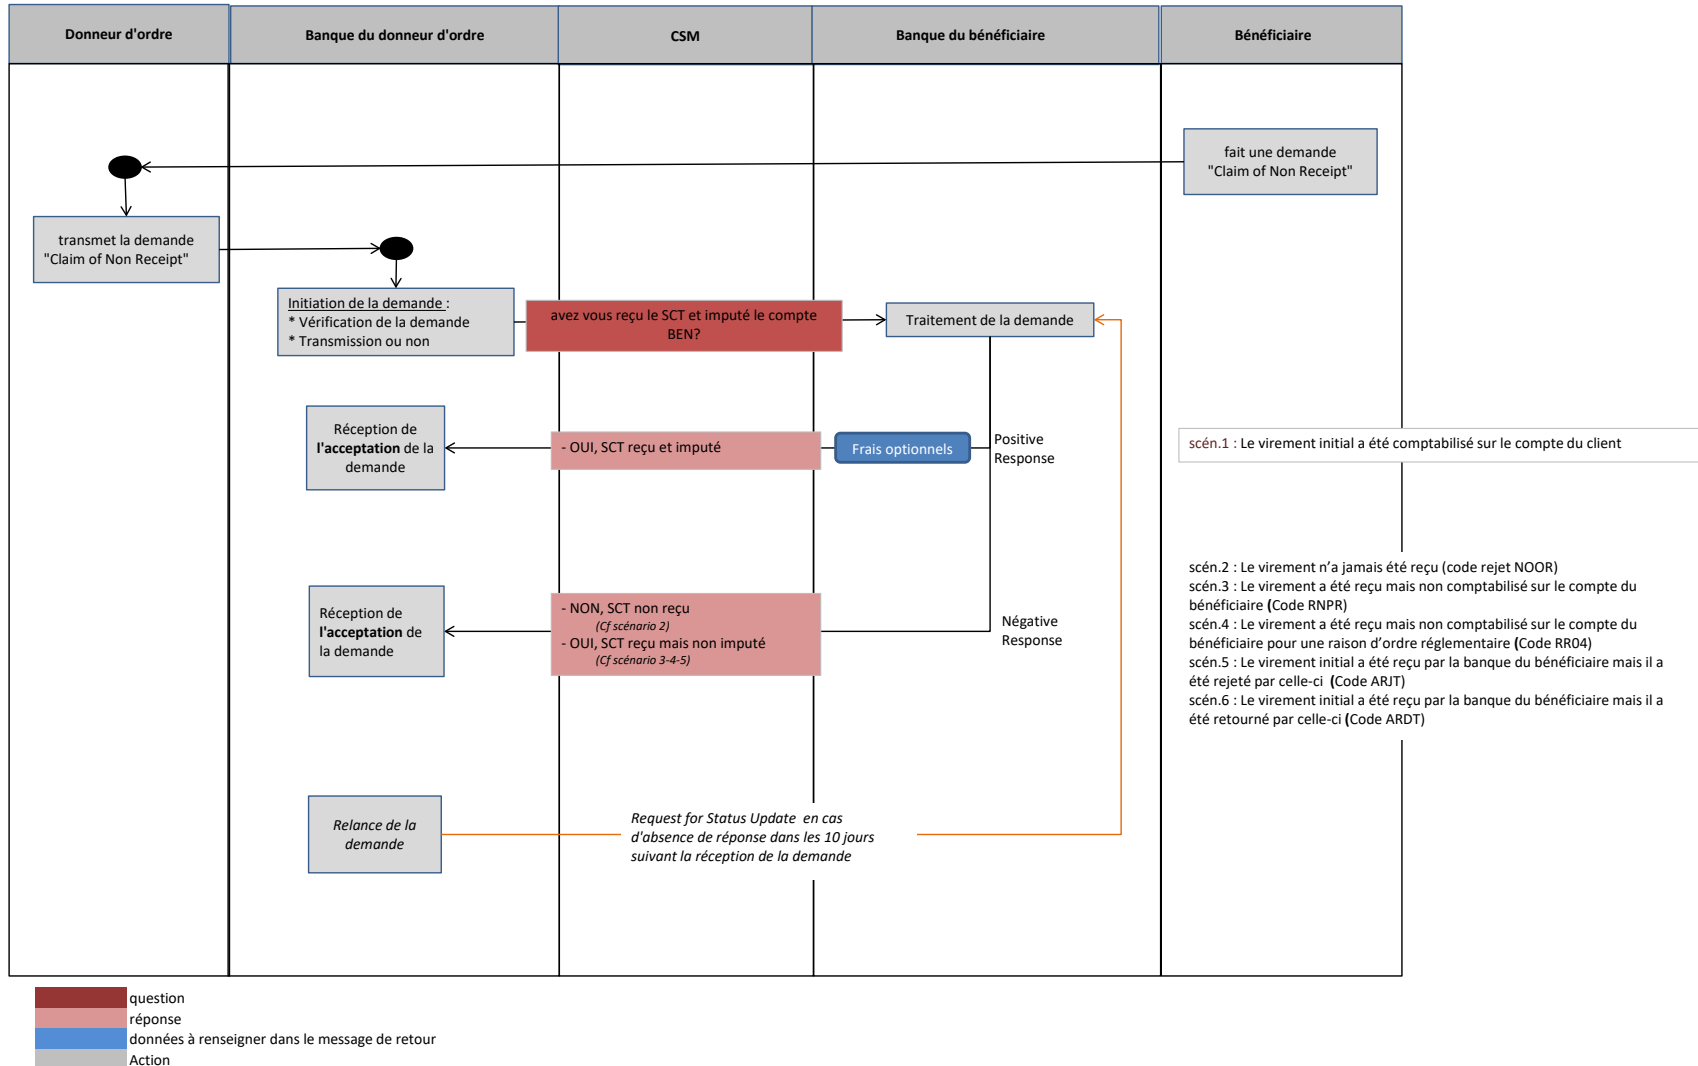 Donneur d'ordre
Banque du donneur d'ordre
CSM
Banque du bénéficiaire
Bénéficiaire
fait une demande
"Claim of Non Receipt"
transmet la demande
"Claim of Non Receipt"
Initiation de la demande :
* Vérification de la demande
* Transmission ou non
avez vous reçu le SCT et imputé le compte
BEN?
Traitement de la demande
Réception de
l'acceptation de la
demande
- OUI, SCT reçu et imputé
Frais optionnels
Positive
Response
scén.1 : Le virement initial a été comptabilisé sur le compte du client
Réception de
l'acceptation de
la demande
- NON, SCT non reçu
(Cf scénario 2)
- OUI, SCT reçu mais non imputé
(Cf scénario 3-4-5)
Négative
Response
scén.2 : Le virement n’a jamais été reçu (code rejet NOOR)
scén.3 : Le virement a été reçu mais non comptabilisé sur le compte du
bénéficiaire (Code RNPR)
scén.4 : Le virement a été reçu mais non comptabilisé sur le compte du
bénéficiaire pour une raison d’ordre réglementaire (Code RR04)
scén.5 : Le virement initial a été reçu par la banque du bénéficiaire mais il a
été rejeté par celle-ci (Code ARJT)
scén.6 : Le virement initial a été reçu par la banque du bénéficiaire mais il a
été retourné par celle-ci (Code ARDT)
Relance de la
demande
Request for Status Update en cas
d'absence de réponse dans les 10 jours
suivant la réception de la demande
question
réponse
données à renseigner dans le message de retour
Action